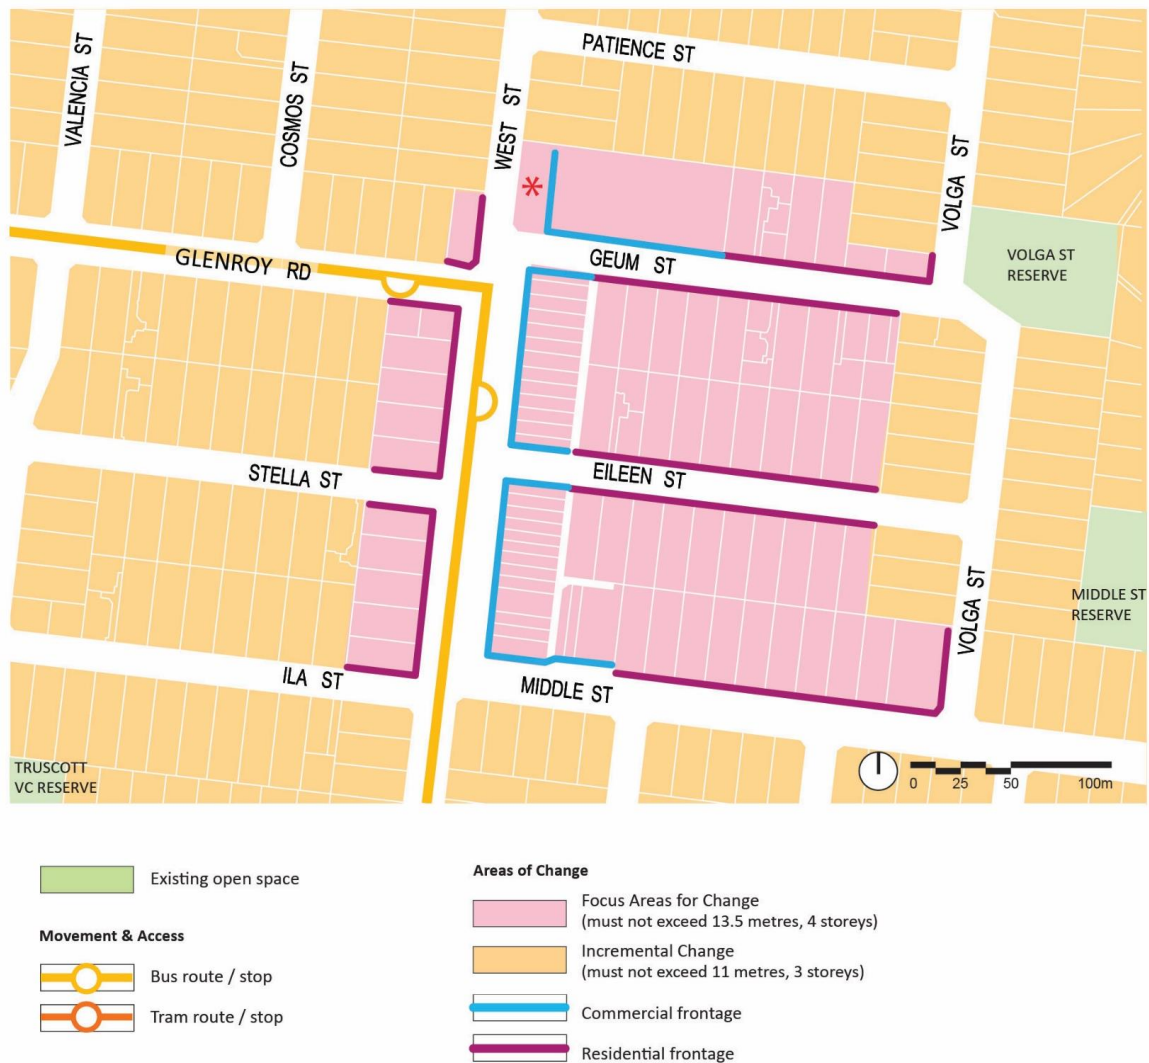 PATIENCE ST
VALENCIA ST
COSMOS ST
WEST ST
VOLGA ST
*
GEUM ST
VOLGA ST
RESERVE
GLENROY RD
STELLA ST
EILEEN ST
MIDDLE ST
RESERVE
VOLGA ST
ILA ST
MIDDLE ST
TRUSCOTT
VC RESERVE
0 25 50 100m
Existing open space
Movement & Access
Bus route / stop
Tram route / stop
Areas of Change
Focus Areas for Change
(must not exceed 13.5 metres, 4 storeys)
Incremental Change
(must not exceed 11 metres, 3 storeys)
Commercial frontage
Residential frontage